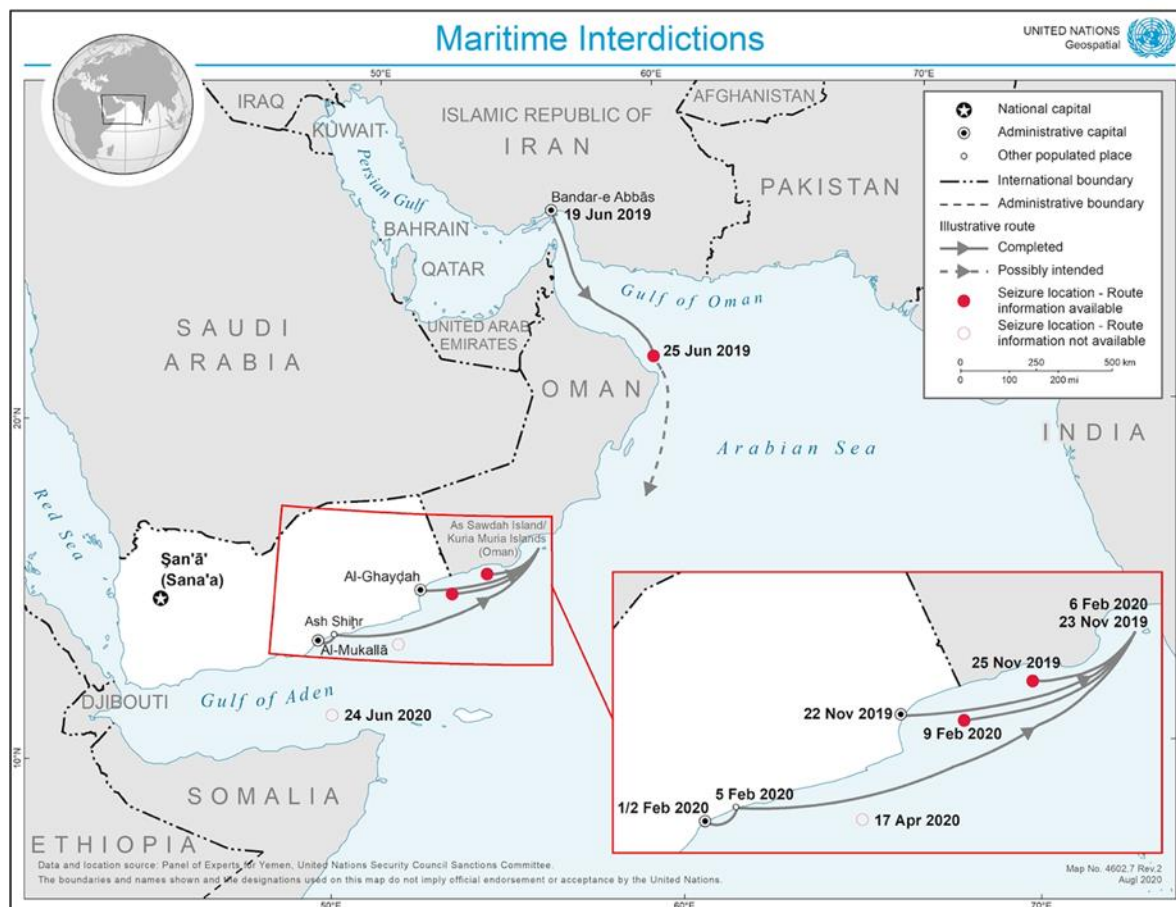 Maritime Interdictions
UNITED NATIONS
Geospatial
50°E
60°E
70°E
National capital
Administrative capital
Other populated place
International boundary
Administrative boundary
Illustrative route
Completed
Possibly intended
Seizure location - Route
information available
Seizure location - Route
information not available
0 250 500 km
0 100 200 mi
IRAQ
KUWAIT
ISLAMIC REPUBLIC OF
IRAN
AFGHANISTAN
PAKISTAN
Persian Gulf
Bandar-e Abbās
19 Jun 2019
BAHRAIN
QATAR
Gulf of Oman
UNITED ARAB
EMIRATES
25 Jun 2019
SAUDI
ARABIA
OMAN
20°N
INDIA
Arabian Sea
Red Sea
As Sawdah Island/
Kuria Muria Islands
(Oman)
Şan'ā'
(Sana'a)
Al-Ghayḑah
Ash Shiḩr
Al-Mukallā
6 Feb 2020
23 Nov 2019
25 Nov 2019
22 Nov 2019
9 Feb 2020
5 Feb 2020
1/2 Feb 2020
17 Apr 2020
DJIBOUTI
Gulf of Aden
24 Jun 2020
10°N
SOMALIA
ETHIOPIA
Data and location source: Panel of Experts for Yemen, United Nations Security Council Sanctions Committee.
The boundaries and names shown and the designations used on this map do not imply official endorsement or acceptance by the United Nations.
Map No. 4602.7 Rev.2
Augl 2020
50°E
60°E
70°E